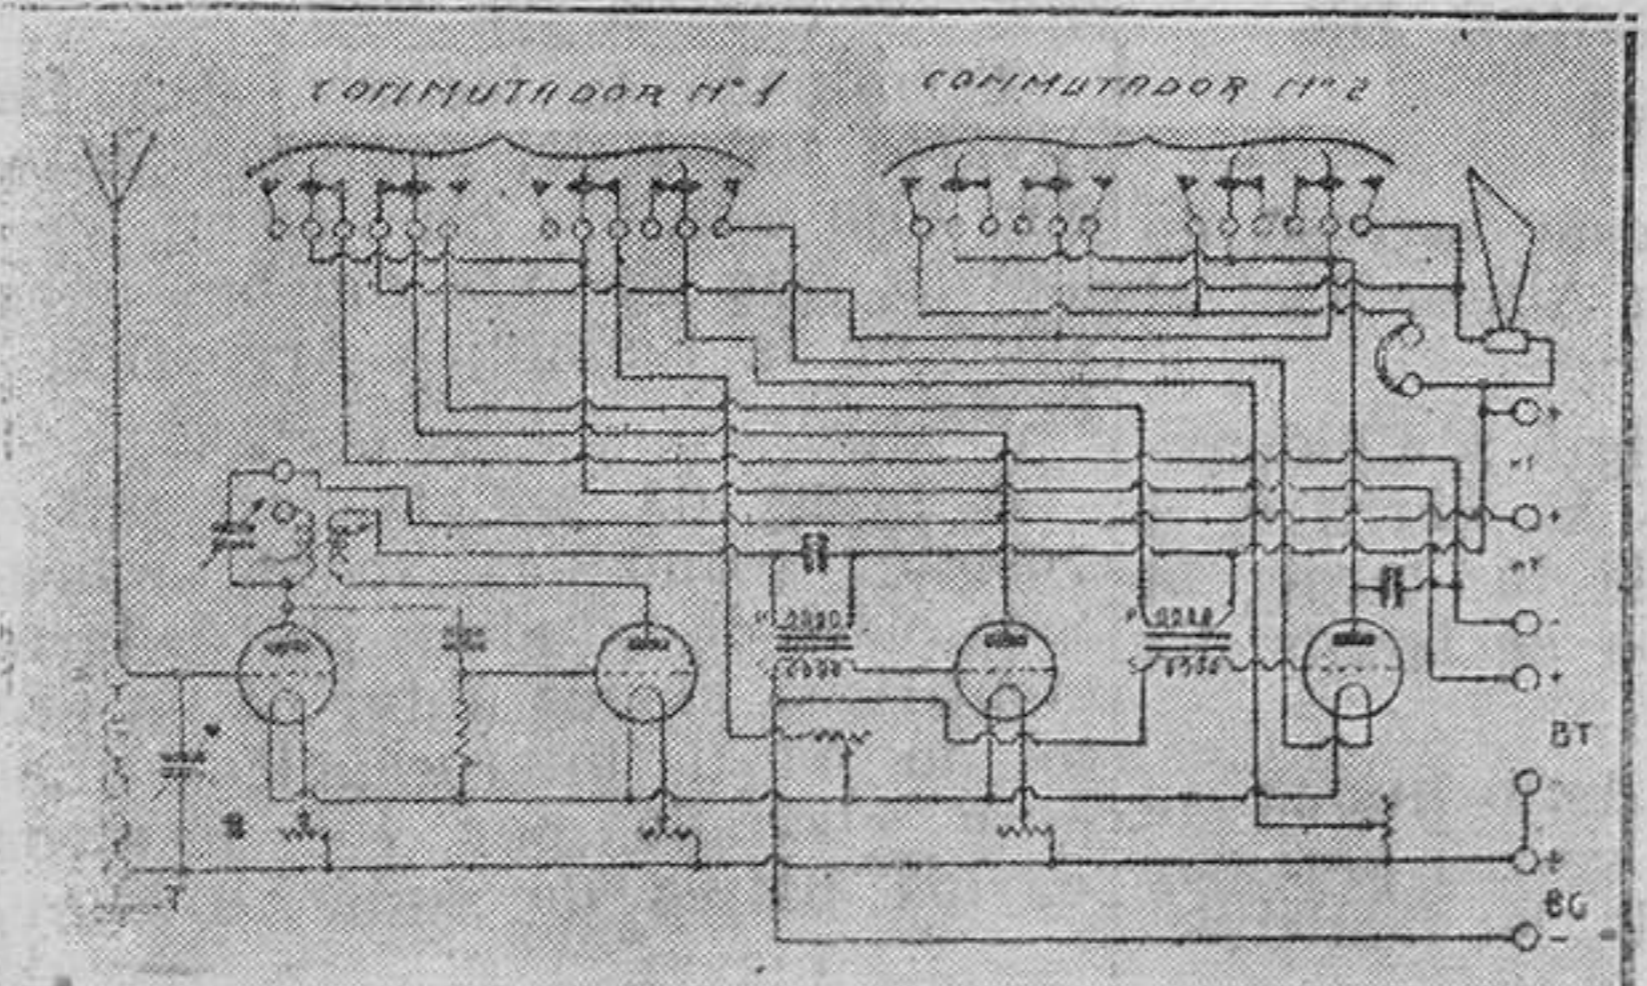 COMMUTADOR Nº 1
COMMUTADOR Nº 2
+
+
-
+
BT
-
+
BG
-
P
S
P
S
T